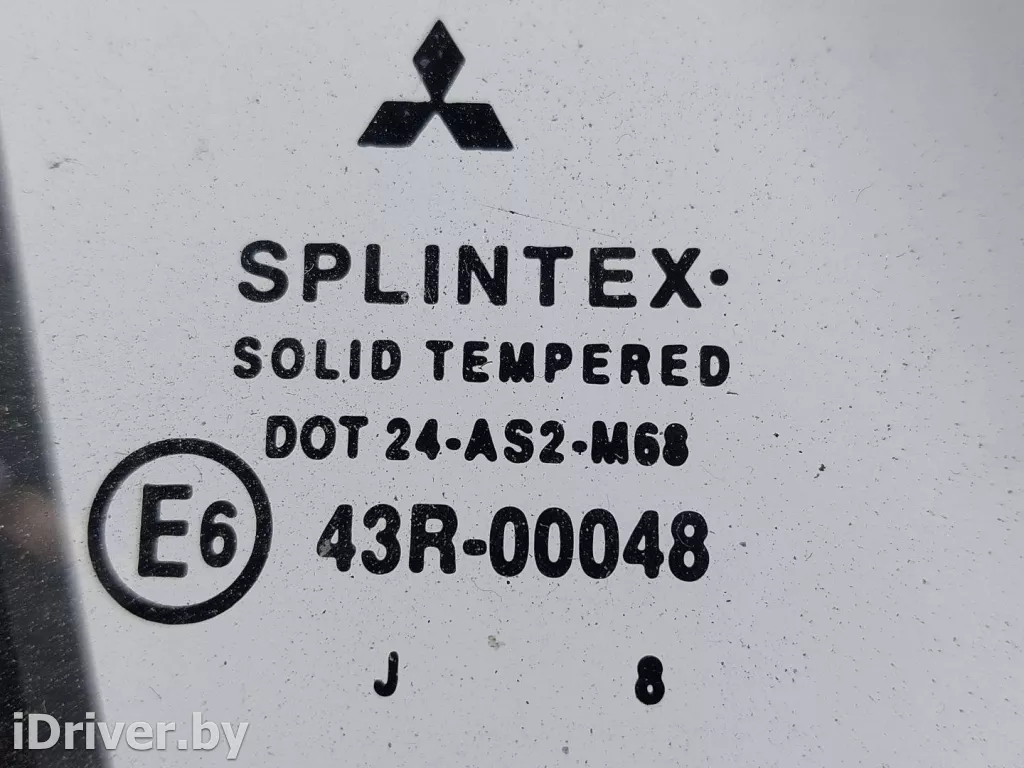 SPLINTEX·
SOLID TEMPERED
DOT 24-AS2-M68
E6 43R-00048
J 8
iDriver.by